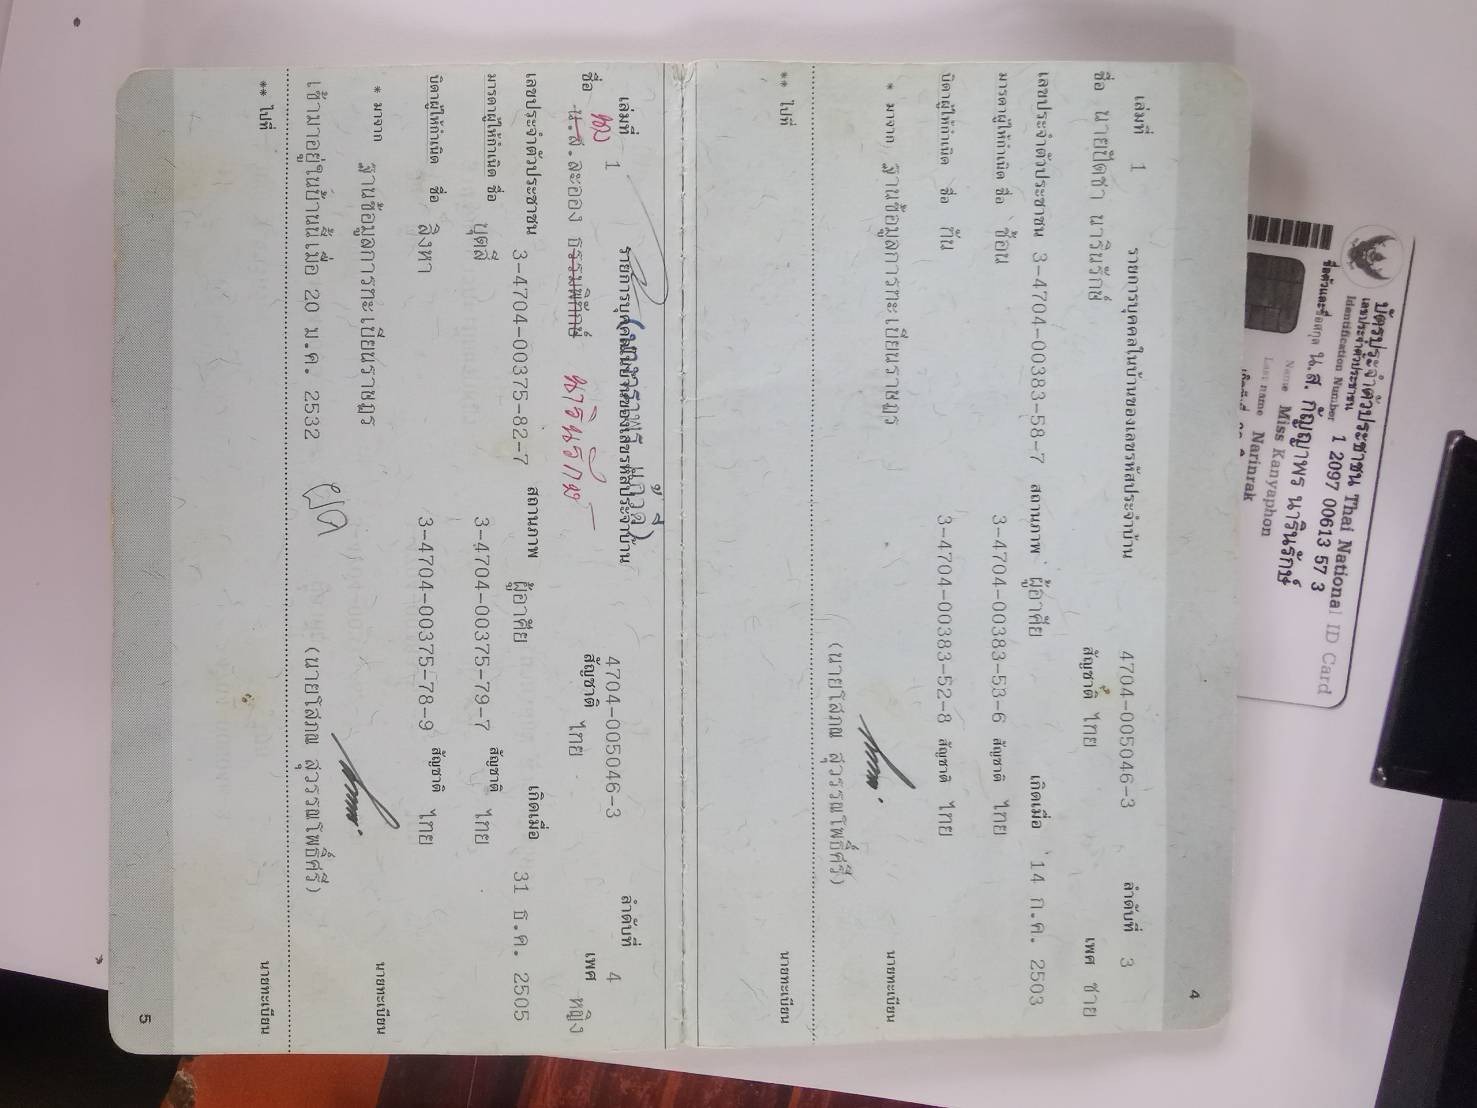 4
เล่มที่ 1 รายการบุคคลในบ้านของเลขรหัสประจำบ้าน 4704-005046-3 ลำดับที่ 3
ชื่อ นายปัดชา นารินรักษ์ สัญชาติ ไทย เพศ ชาย
เลขประจำตัวประชาชน 3-4704-00383-58-7 สถานภาพ ผู้อาศัย เกิดเมื่อ 14 ก.ค. 2503
มารดาผู้ให้กำเนิด ชื่อ ช้อน 3-4704-00383-53-6 สัญชาติ ไทย
บิดาผู้ให้กำเนิด ชื่อ กัน 3-4704-00383-52-8 สัญชาติ ไทย
* มาจาก ฐานข้อมูลการทะเบียนราษฎร นายทะเบียน
(นายโสภณ สุวรรณโพธิ์ศรี)
** ไปที่ นายทะเบียน
เล่มที่ 1 รายการบุคคลในบ้านของเลขรหัสประจำบ้าน 4704-005046-3 ลำดับที่ 4
ชื่อ น.ส.ละออง ธรรมพิทักษ์ นาง นารินรักษ์ สัญชาติ ไทย เพศ หญิง
เลขประจำตัวประชาชน 3-4704-00375-82-7 สถานภาพ ผู้อาศัย เกิดเมื่อ 31 ธ.ค. 2505
มารดาผู้ให้กำเนิด ชื่อ บุตสี 3-4704-00375-79-7 สัญชาติ ไทย
บิดาผู้ให้กำเนิด ชื่อ สิงหา 3-4704-00375-78-9 สัญชาติ ไทย
* มาจาก ฐานข้อมูลการทะเบียนราษฎร นายทะเบียน
เข้ามาอยู่ในบ้านนี้เมื่อ 20 ม.ค. 2532 (นายโสภณ สุวรรณโพธิ์ศรี)
** ไปที่ นายทะเบียน
5
บัตรประจำตัวประชาชน Thai National ID Card
เลขประจำตัวประชาชน
Identification Number 1 2097 00613 57 3
ชื่อตัวและชื่อสกุล น.ส. กัญญาพร นารินรักษ์
Name Miss Kanyaphon
Last name Narinrak